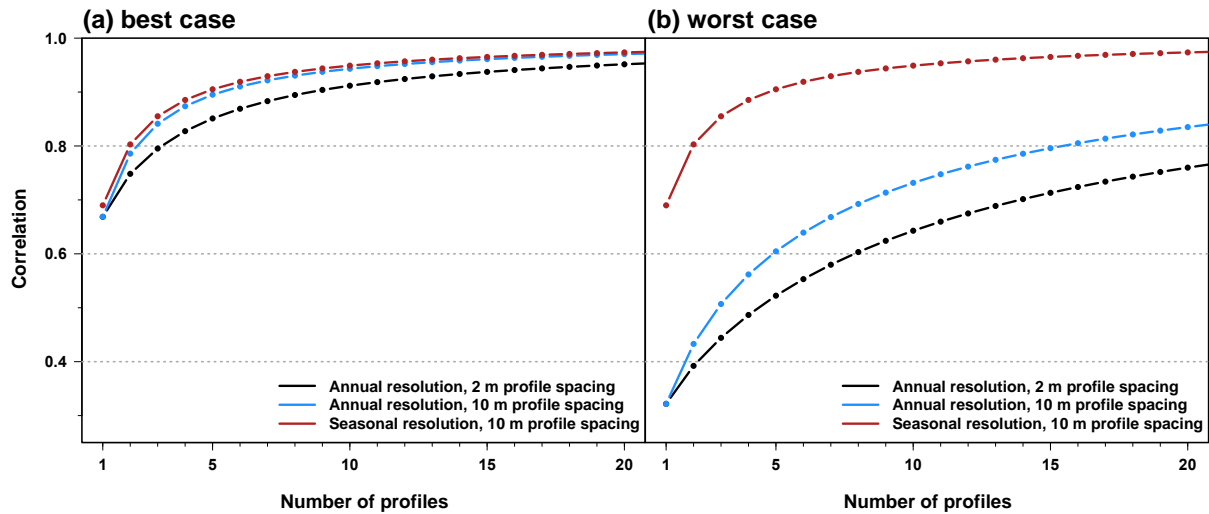 (a) best case
(b) worst case
Correlation
1.0
0.8
0.6
0.4
Annual resolution, 2 m profile spacing
Annual resolution, 10 m profile spacing
Seasonal resolution, 10 m profile spacing
1 5 10 15 20
Number of profiles
Annual resolution, 2 m profile spacing
Annual resolution, 10 m profile spacing
Seasonal resolution, 10 m profile spacing
1 5 10 15 20
Number of profiles